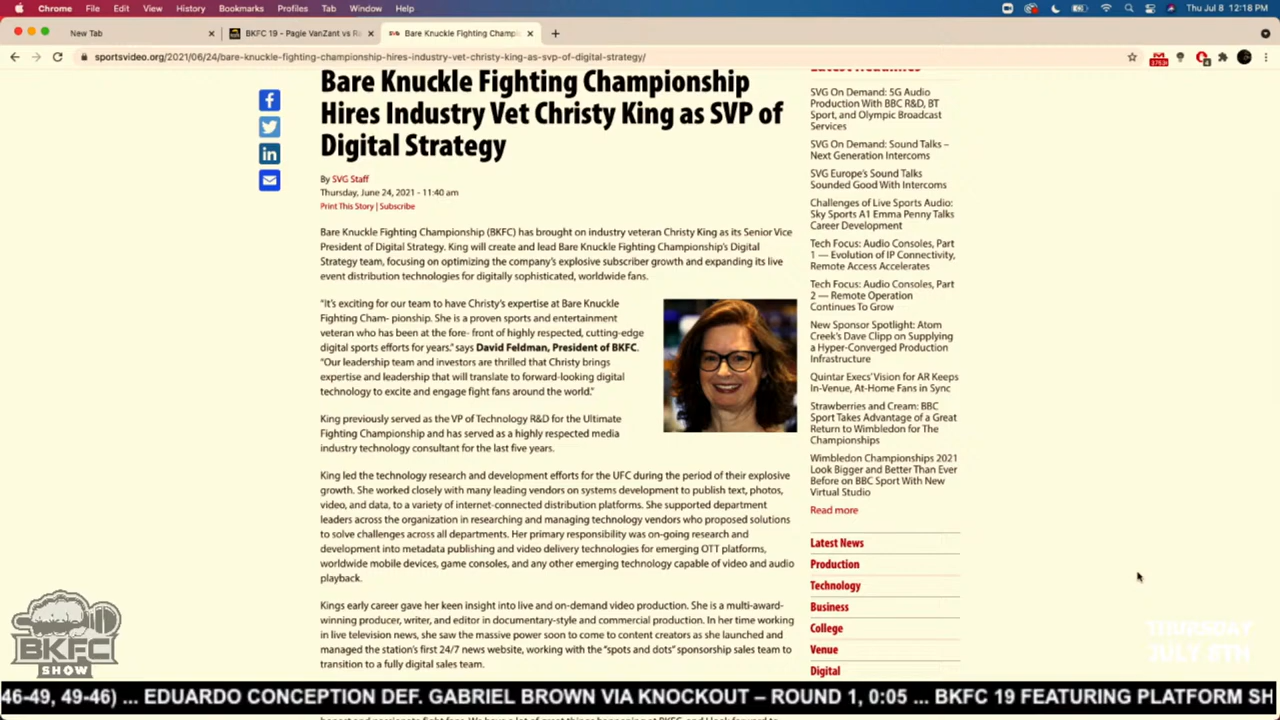 Chrome File Edit View History Bookmarks Profiles Tab Window Help
Thu Jul 8 12:18 PM
New Tab
BKFC 19 - Pagie VanZant vs Ra
Bare Knuckle Fighting Champi
sportsvideo.org/2021/06/24/bare-knuckle-fighting-championship-hires-industry-vet-christy-king-as-svp-of-digital-strategy/
Bare Knuckle Fighting Championship
Hires Industry Vet Christy King as SVP of
Digital Strategy
By SVG Staff
Thursday, June 24, 2021 - 11:40 am
Print This Story | Subscribe
Bare Knuckle Fighting Championship (BKFC) has brought on industry veteran Christy King as its Senior Vice
President of Digital Strategy. King will create and lead Bare Knuckle Fighting Championship's Digital
Strategy team, focusing on optimizing the company's explosive subscriber growth and expanding its live
event distribution technologies for digitally sophisticated, worldwide fans.
"It's exciting for our team to have Christy's expertise at Bare Knuckle
Fighting Cham- pionship. She is a proven sports and entertainment
veteran who has been at the fore- front of highly respected, cutting-edge
digital sports efforts for years." says David Feldman, President of BKFC.
"Our leadership team and investors are thrilled that Christy brings
expertise and leadership that will translate to forward-looking digital
technology to excite and engage fight fans around the world."
King previously served as the VP of Technology R&D for the Ultimate
Fighting Championship and has served as a highly respected media
industry technology consultant for the last five years.
King led the technology research and development efforts for the UFC during the period of their explosive
growth. She worked closely with many leading vendors on systems development to publish text, photos,
video, and data, to a variety of internet-connected distribution platforms. She supported department
leaders across the organization in researching and managing technology vendors who proposed solutions
to solve challenges across all departments. Her primary responsibility was on-going research and
development into metadata publishing and video delivery technologies for emerging OTT platforms,
worldwide mobile devices, game consoles, and any other emerging technology capable of video and audio
playback.
Kings early career gave her keen insight into live and on-demand video production. She is a multi-award-
winning producer, writer, and editor in documentary-style and commercial production. In her time working
in live television news, she saw the massive power soon to come to content creators as she launched and
managed the station's first 24/7 news website, working with the "spots and dots" sponsorship sales team to
transition to a fully digital sales team.
Latest Headlines
SVG On Demand: 5G Audio
Production With BBC R&D, BT
Sport, and Olympic Broadcast
Services
SVG On Demand: Sound Talks –
Next Generation Intercoms
SVG Europe's Sound Talks
Sounded Good With Intercoms
Challenges of Live Sports Audio:
Sky Sports A1 Emma Penny Talks
Career Development
Tech Focus: Audio Consoles, Part
1 — Evolution of IP Connectivity,
Remote Access Accelerates
Tech Focus: Audio Consoles, Part
2 — Remote Operation
Continues To Grow
New Sponsor Spotlight: Atom
Creek's Dave Clipp on Supplying
a Hyper-Converged Production
Infrastructure
Quintar Execs' Vision for AR Keeps
In-Venue, At-Home Fans in Sync
Strawberries and Cream: BBC
Sport Takes Advantage of a Great
Return to Wimbledon for The
Championships
Wimbledon Championships 2021
Look Bigger and Better Than Ever
Before on BBC Sport With New
Virtual Studio
Read more
Latest News
Production
Technology
Business
College
Venue
Digital
BKFC
SHOW
THURSDAY
JULY 8TH
46-49, 49-46) ... EDUARDO CONCEPTION DEF. GABRIEL BROWN VIA KNOCKOUT – ROUND 1, 0:05 ... BKFC 19 FEATURING PLATFORM SH